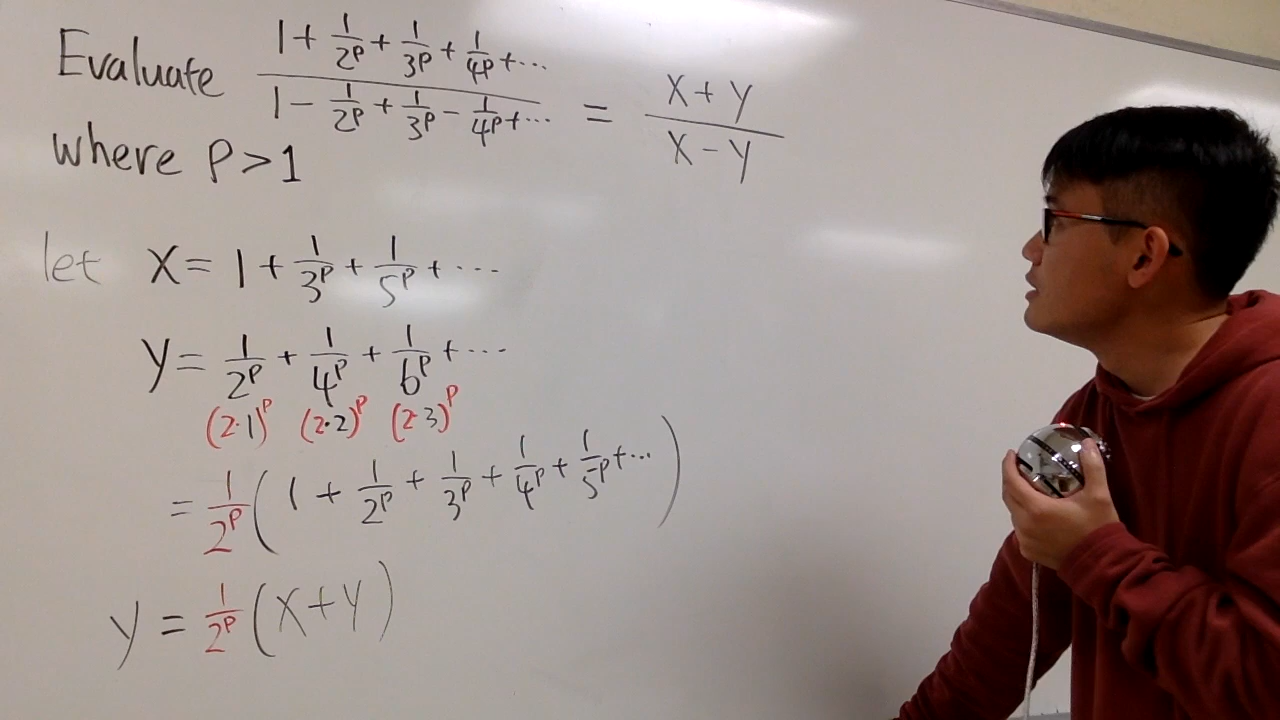 Evaluate (1 + 1/2^p + 1/3^p + 1/4^p + ...)/(1 - 1/2^p + 1/3^p - 1/4^p + ...) = (x + y)/(x - y)
where p > 1
let x = 1 + 1/3^p + 1/5^p + ...
y = 1/2^p + 1/4^p + 1/6^p + ...
(2·1)^p (2·2)^p (2·3)^p
= 1/2^p (1 + 1/2^p + 1/3^p + 1/4^p + 1/5^p + ...)
y = 1/2^p (x + y)